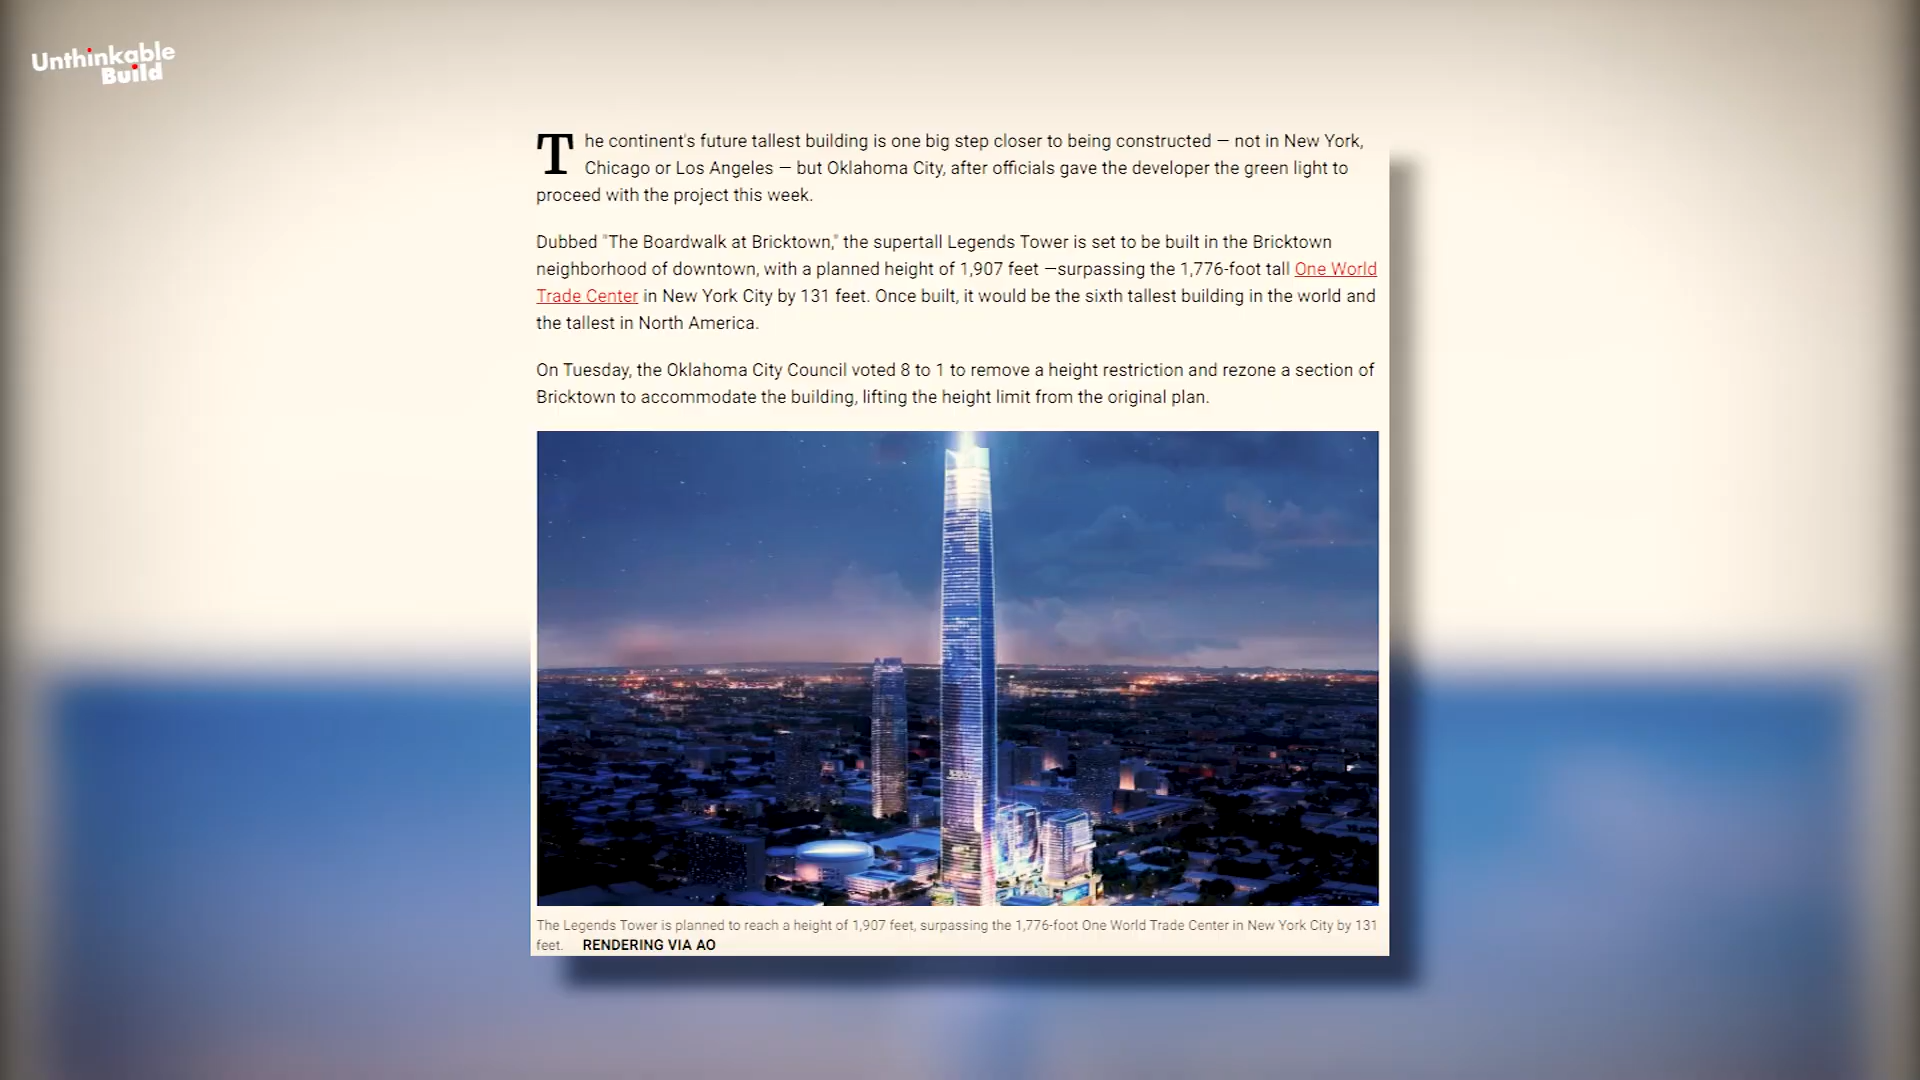 Unthinkable
Build
The continent's future tallest building is one big step closer to being constructed — not in New York,
Chicago or Los Angeles — but Oklahoma City, after officials gave the developer the green light to
proceed with the project this week.
Dubbed "The Boardwalk at Bricktown," the supertall Legends Tower is set to be built in the Bricktown
neighborhood of downtown, with a planned height of 1,907 feet —surpassing the 1,776-foot tall One World
Trade Center in New York City by 131 feet. Once built, it would be the sixth tallest building in the world and
the tallest in North America.
On Tuesday, the Oklahoma City Council voted 8 to 1 to remove a height restriction and rezone a section of
Bricktown to accommodate the building, lifting the height limit from the original plan.
The Legends Tower is planned to reach a height of 1,907 feet, surpassing the 1,776-foot One World Trade Center in New York City by 131
feet. RENDERING VIA AO